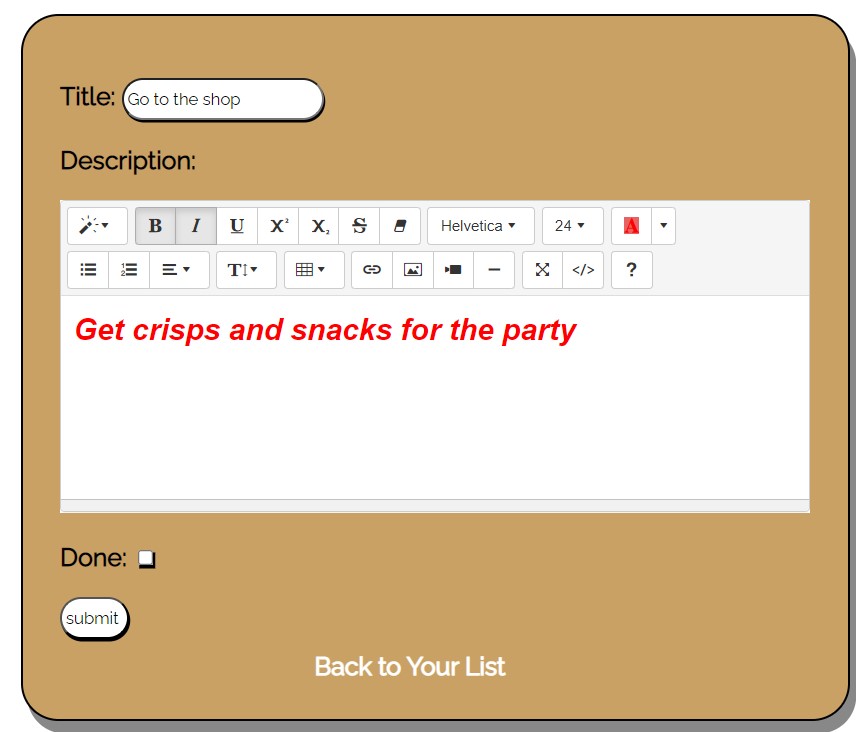 Title: Go to the shop
Description:
B I U X² X₂ S Helvetica 24 A
T </> ?
Get crisps and snacks for the party
Done:
submit
Back to Your List